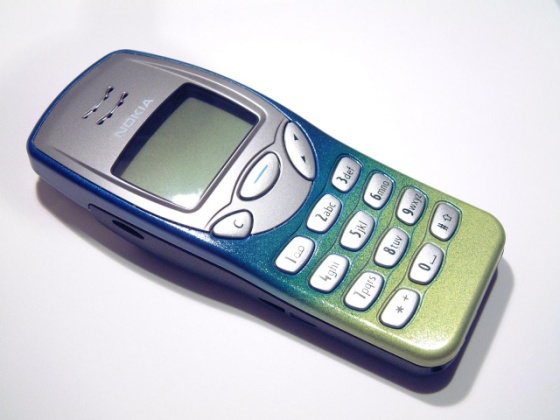 NOKIA
C
1
2abc
3def
4ghi
5jkl
6mno
7pqrs
8tuv
9wxyz
* +
0
#